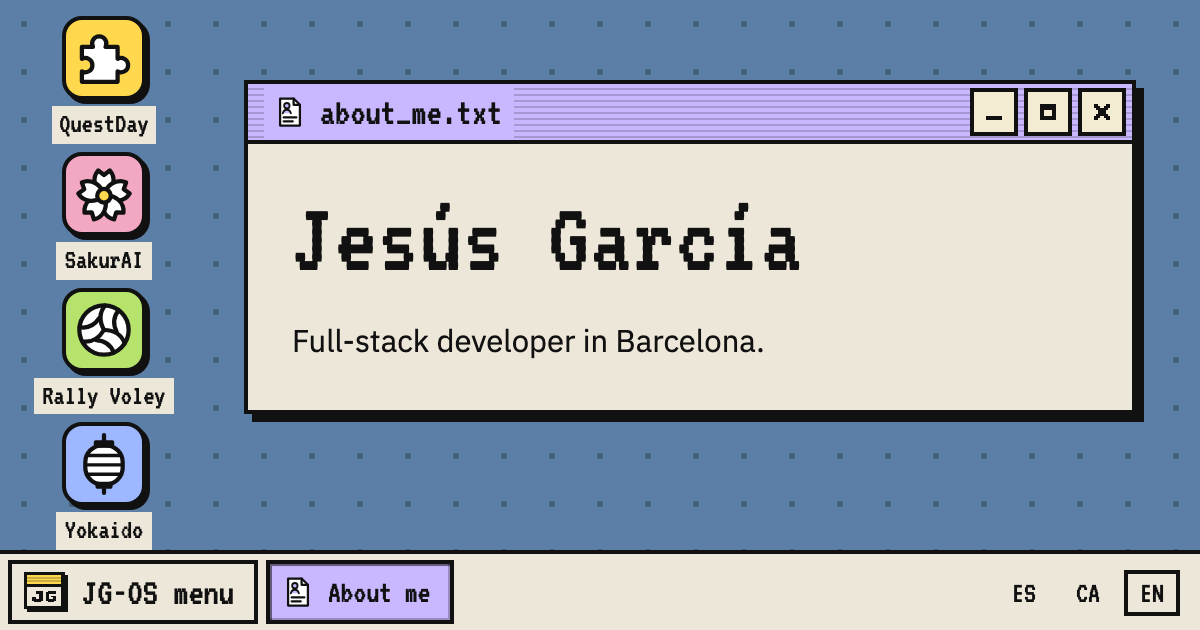 QuestDay
SakurAI
Rally Voley
Yokaido
about_me.txt
Jesús García
Full-stack developer in Barcelona.
JG
JG-OS menu
About me
ES
CA
EN